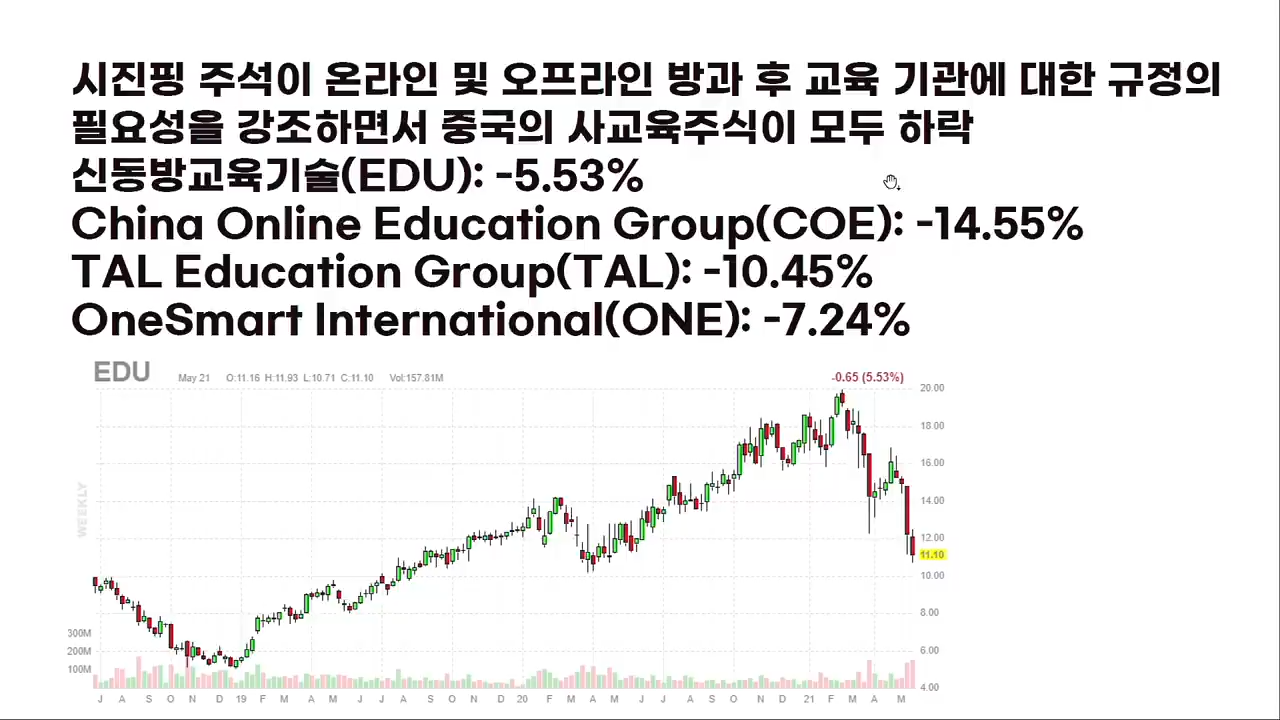 시진핑 주석이 온라인 및 오프라인 방과 후 교육 기관에 대한 규정의
필요성을 강조하면서 중국의 사교육주식이 모두 하락
신동방교육기술(EDU): -5.53%
China Online Education Group(COE): -14.55%
TAL Education Group(TAL): -10.45%
OneSmart International(ONE): -7.24%
EDU May 21 O:11.16 H:11.93 L:10.71 C:11.10 Vol:157.81M -0.65 (5.53%)
20.00
18.00
16.00
14.00
WEEKLY
12.00
11.10
10.00
8.00
300M
200M 6.00
100M
4.00
J A S O N D 19 F M A M J J A S O N D 20 F M A M J J A S O N D 21 F M A M